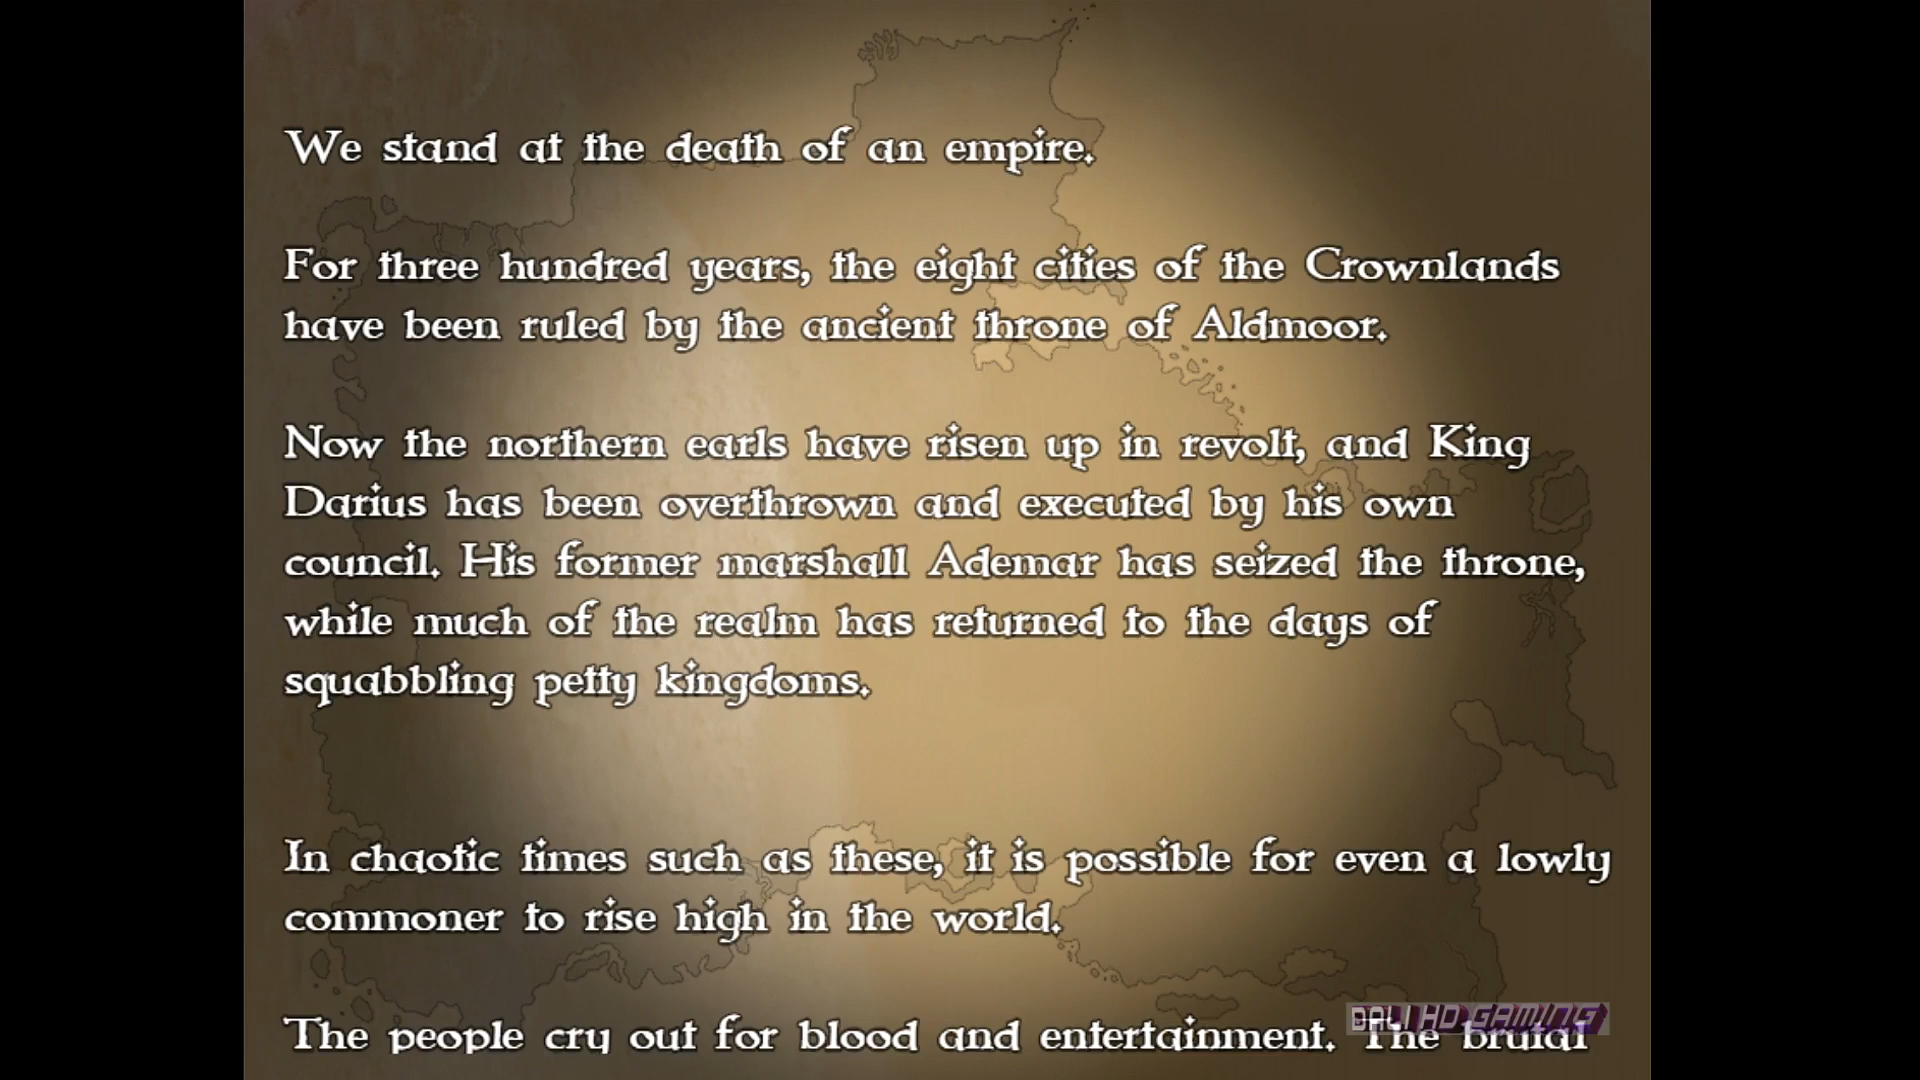 We stand at the death of an empire.
For three hundred years, the eight cities of the Crownlands
have been ruled by the ancient throne of Aldmoor.
Now the northern earls have risen up in revolt, and King
Darius has been overthrown and executed by his own
council. His former marshall Ademar has seized the throne,
while much of the realm has returned to the days of
squabbling petty kingdoms.
In chaotic times such as these, it is possible for even a lowly
commoner to rise high in the world.
The people cry out for blood and entertainment. The brutal
DALI HD GAMING